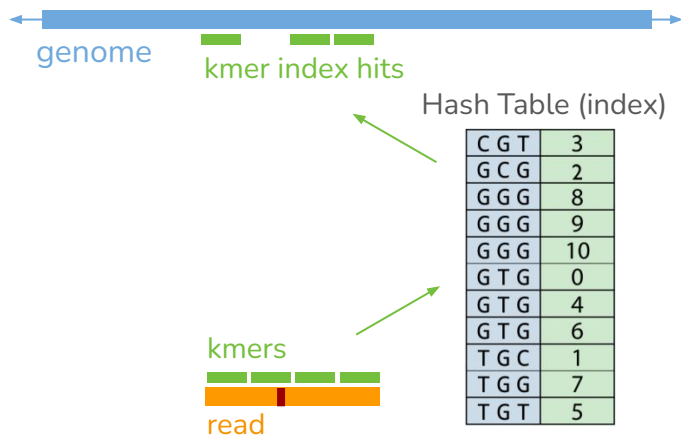 genome
kmer index hits
Hash Table (index)
C G T 3
G C G 2
G G G 8
G G G 9
G G G 10
G T G 0
G T G 4
G T G 6
T G C 1
T G G 7
T G T 5
kmers
read